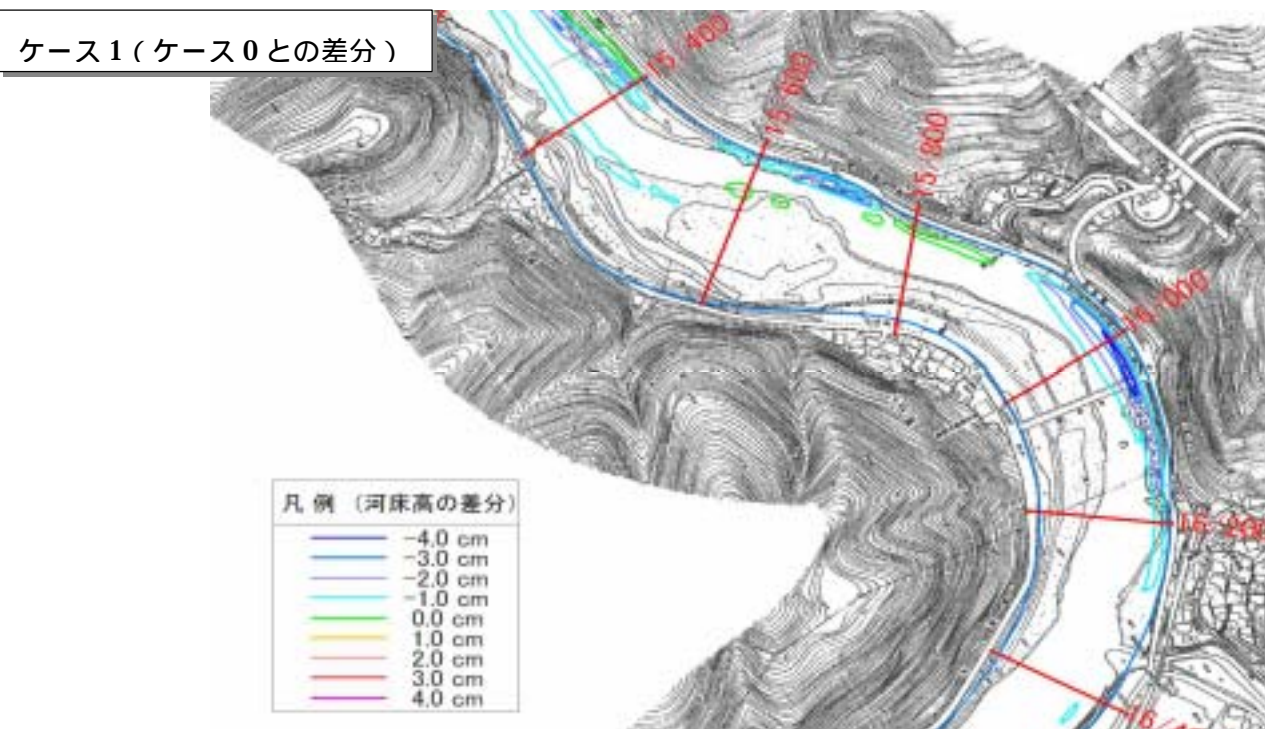 ケース1(ケース0との差分)
15/400
15/600
15/800
16/000
16/200
凡例 (河床高の差分)
-4.0 cm
-3.0 cm
-2.0 cm
-1.0 cm
0.0 cm
1.0 cm
2.0 cm
3.0 cm
4.0 cm